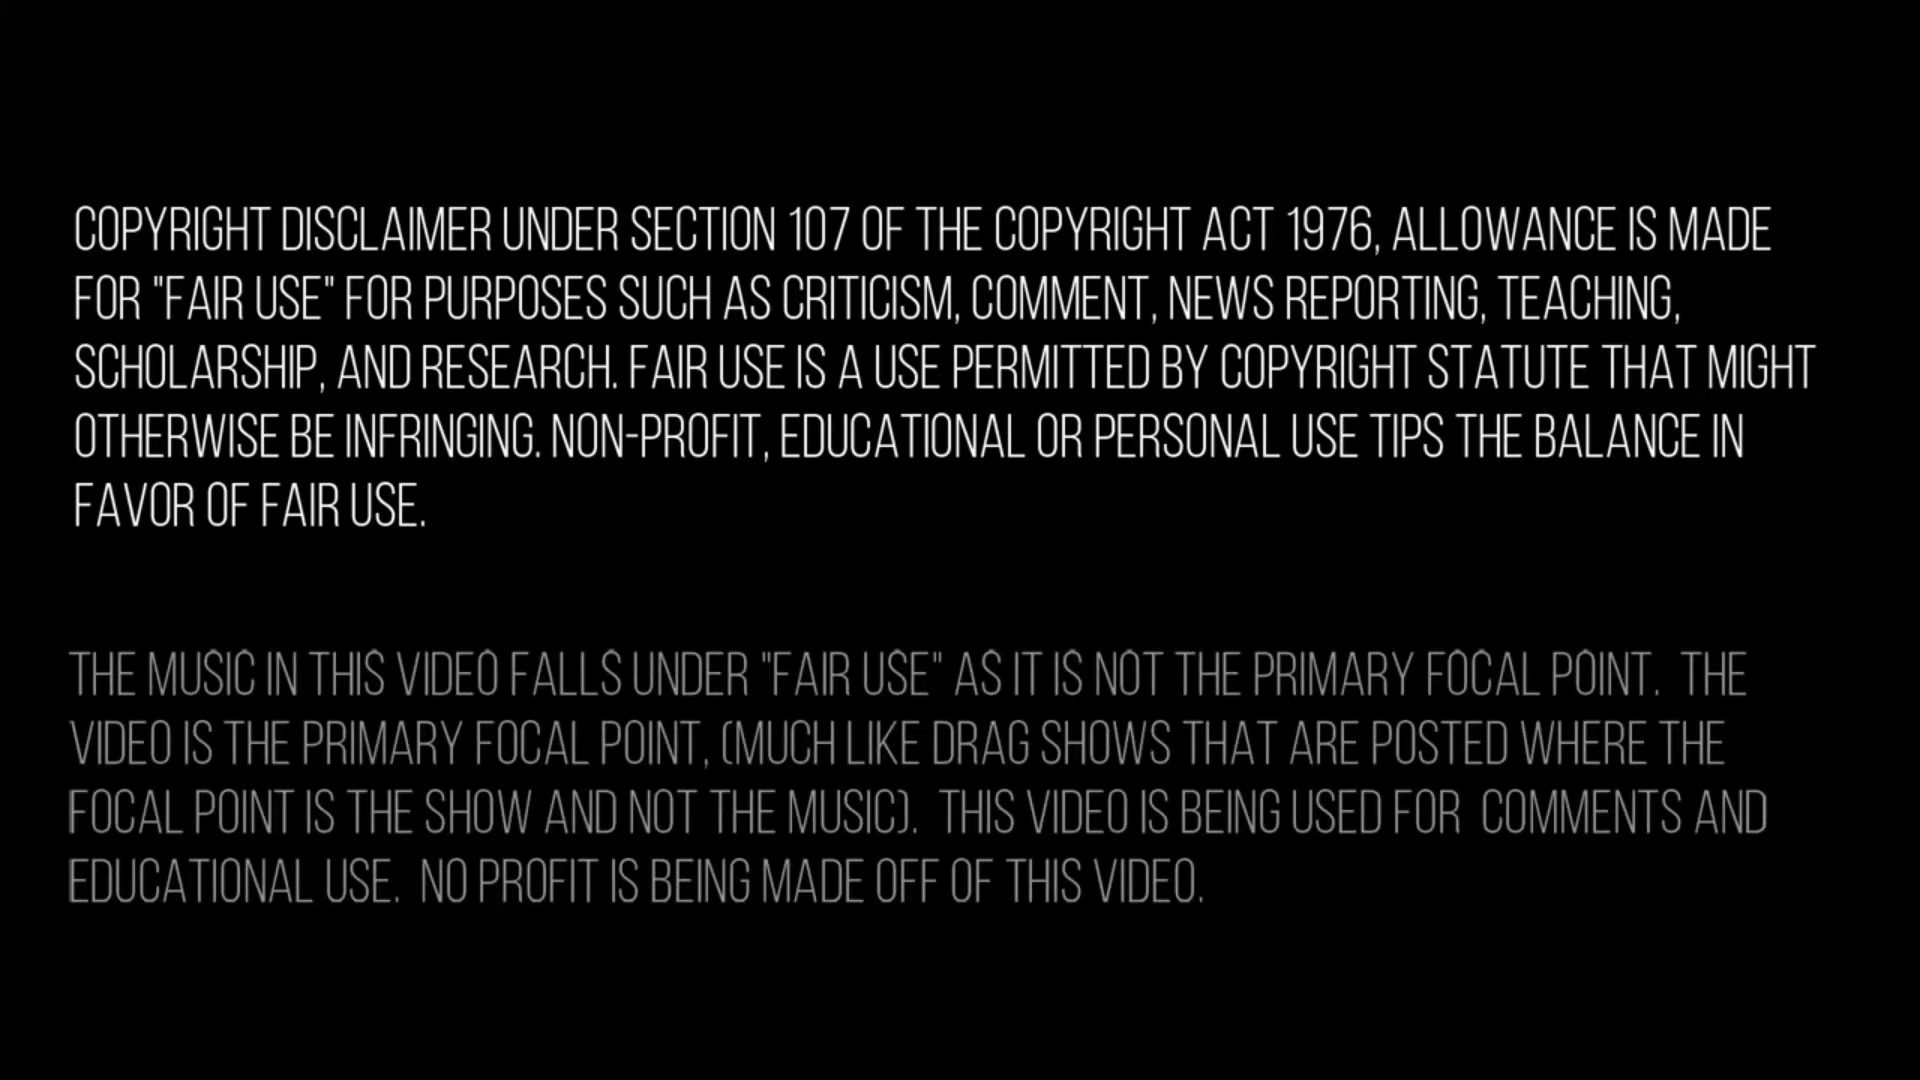 COPYRIGHT DISCLAIMER UNDER SECTION 107 OF THE COPYRIGHT ACT 1976, ALLOWANCE IS MADE
FOR "FAIR USE" FOR PURPOSES SUCH AS CRITICISM, COMMENT, NEWS REPORTING, TEACHING,
SCHOLARSHIP, AND RESEARCH. FAIR USE IS A USE PERMITTED BY COPYRIGHT STATUTE THAT MIGHT
OTHERWISE BE INFRINGING. NON-PROFIT, EDUCATIONAL OR PERSONAL USE TIPS THE BALANCE IN
FAVOR OF FAIR USE.
THE MUSIC IN THIS VIDEO FALLS UNDER "FAIR USE" AS IT IS NOT THE PRIMARY FOCAL POINT. THE
VIDEO IS THE PRIMARY FOCAL POINT, (MUCH LIKE DRAG SHOWS THAT ARE POSTED WHERE THE
FOCAL POINT IS THE SHOW AND NOT THE MUSIC). THIS VIDEO IS BEING USED FOR COMMENTS AND
EDUCATIONAL USE. NO PROFIT IS BEING MADE OFF OF THIS VIDEO.